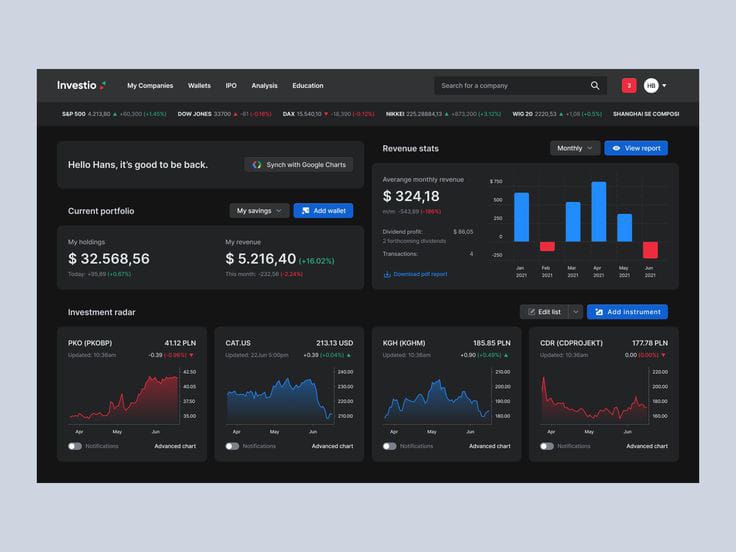 Investio
My Companies Wallets IPO Analysis Education
Search for a company
3
HB
S&P 500 4.213,80 ▲ +60,300 (+1.45%) DOW JONES 33700 ▲ -61 (-0.16%) DAX 15.540,10 ▼ -18,390 (-0.12%) NIKKEI 225.28884,13 ▲ +873,200 (+3.12%) WIG 20 2220,53 ▲ +1,08 (+0.5%) SHANGHAI SE COMPOSI
Hello Hans, it's good to be back.
Synch with Google Charts
Current portfolio
My savings
Add wallet
My holdings
$ 32.568,56
Today: +95,89 (+0.67%)
My revenue
$ 5.216,40 (+16.02%)
This month: -232,56 (-2.24%)
Revenue stats
Monthly
View report
Averange monthly revenue
$ 324,18
m/m: -543,89 (-186%)
Dividend profit: $ 86,05
2 forthcoming dividends
Transactions: 4
Download pdf report
$ 750
500
250
0
-250
Jan 2021
Feb 2021
Mar 2021
Apr 2021
May 2021
Jun 2021
Investment radar
Edit list
Add instrument
PKO (PKOBP) 41.12 PLN
Updated: 10:36am -0.39 (-0.96%) ▼
42.50
40.00
37.50
35.00
Apr May Jun
Notifications Advanced chart
CAT.US 213.13 USD
Updated: 22Jun 5:00pm +0.39 (+0.04%) ▲
240.00
230.00
220.00
210.00
Apr May Jun
Notifications Advanced chart
KGH (KGHM) 185.85 PLN
Updated: 10:36am +0.90 (+0.49%) ▲
210.00
200.00
190.00
180.00
Apr May Jun
Notifications Advanced chart
CDR (CDPROJEKT) 177.78 PLN
Updated: 10:36am 0.00 (0.00%) ▼
220.00
200.00
180.00
160.00
Apr May Jun
Notifications Advanced chart